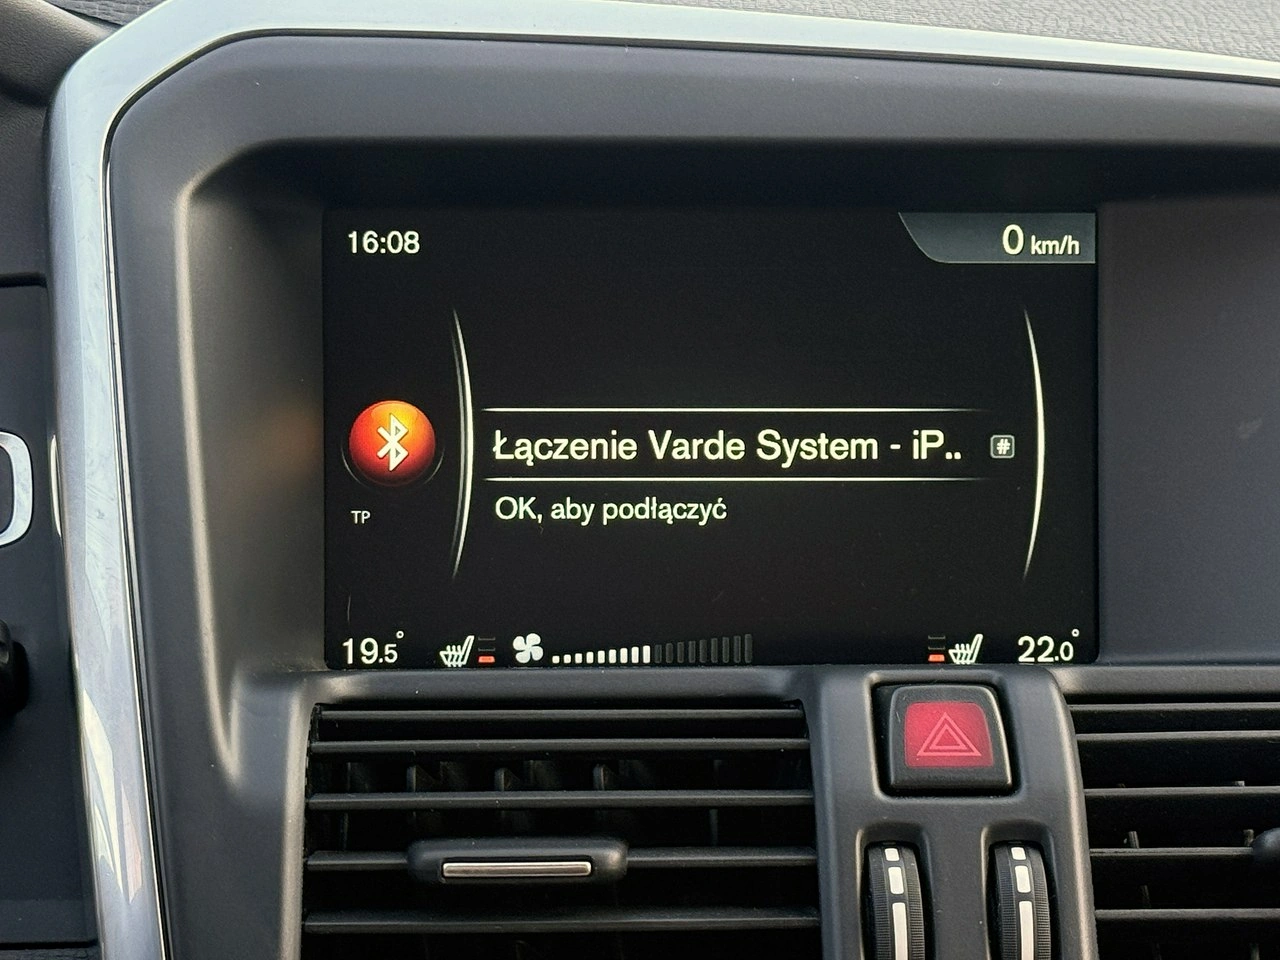 16:08
0 km/h
Łączenie Varde System - iP..
#
OK, aby podłączyć
TP
19.5°
22.0°